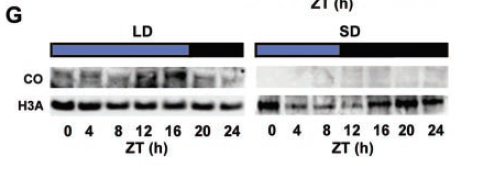 ZT (h)
G
LD SD
CO
H3A
0 4 8 12 16 20 24 0 4 8 12 16 20 24
ZT (h) ZT (h)